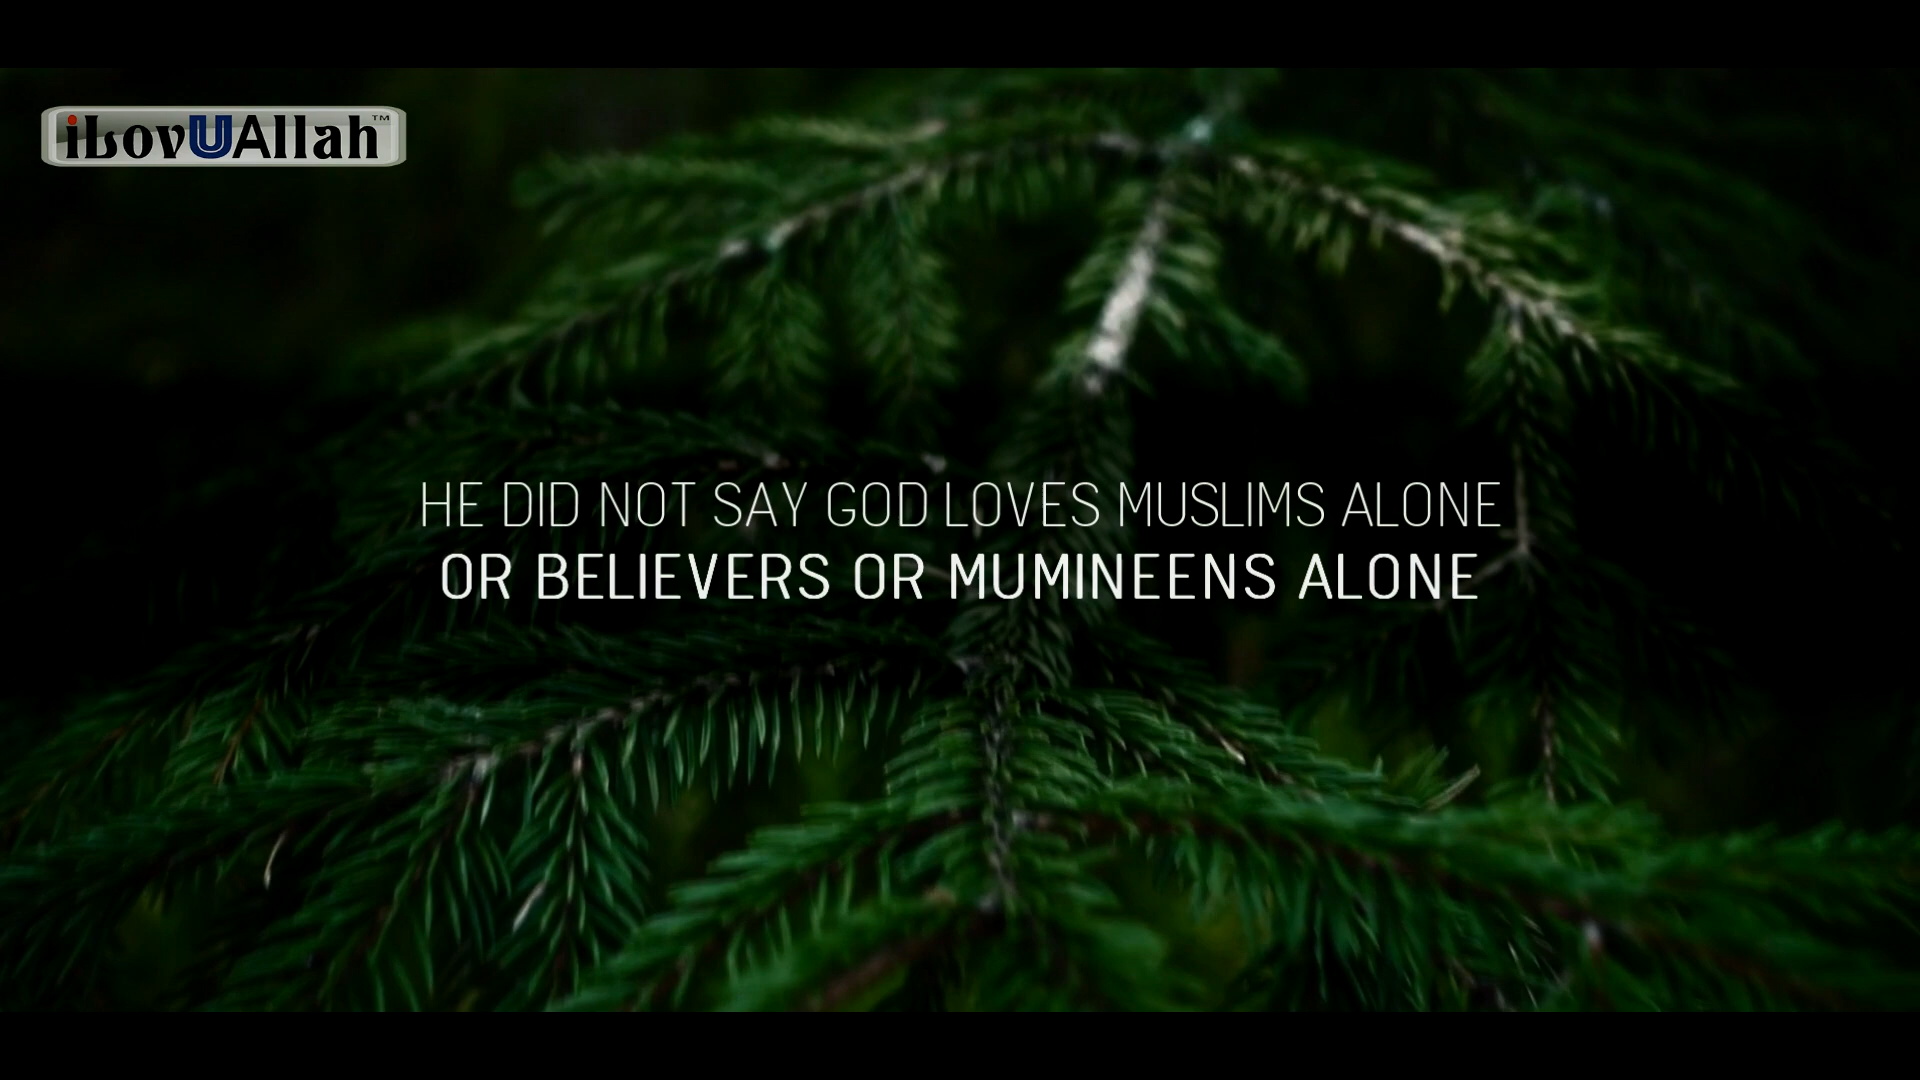 iLovUAllah™
HE DID NOT SAY GOD LOVES MUSLIMS ALONE
OR BELIEVERS OR MUMINEENS ALONE